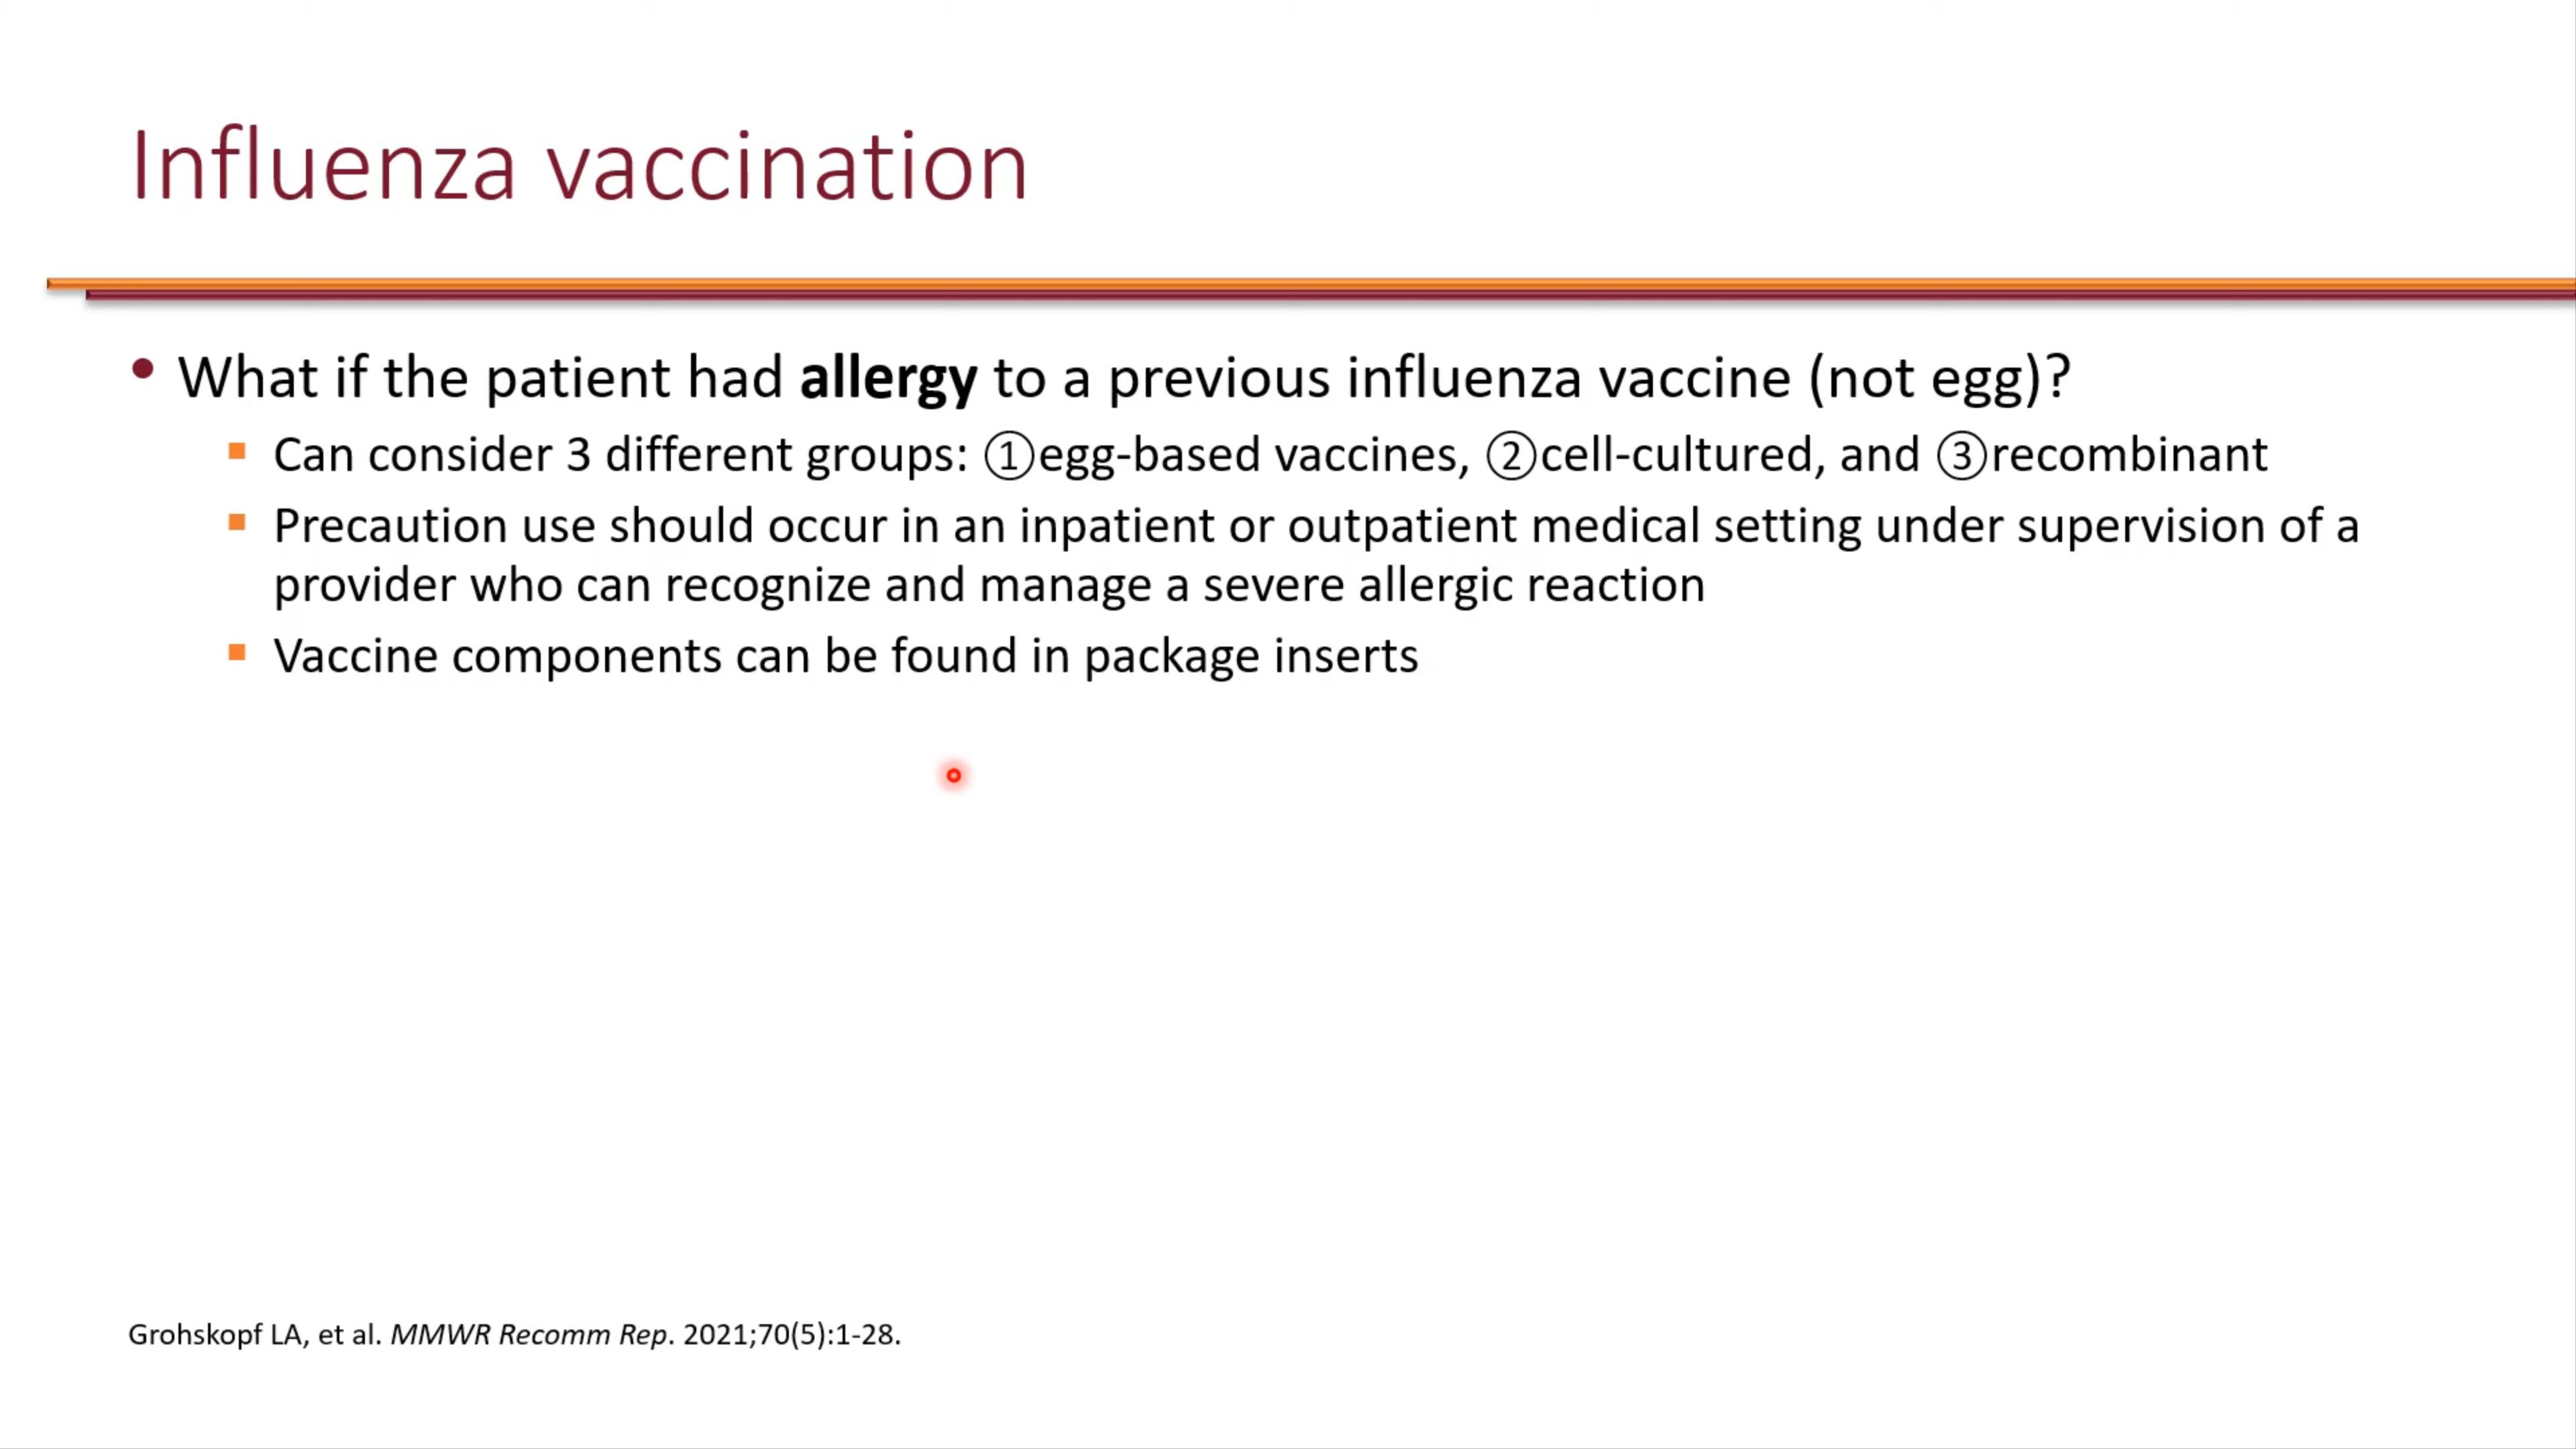 Influenza vaccination
• What if the patient had allergy to a previous influenza vaccine (not egg)?
▪ Can consider 3 different groups: ①egg-based vaccines, ②cell-cultured, and ③recombinant
▪ Precaution use should occur in an inpatient or outpatient medical setting under supervision of a
provider who can recognize and manage a severe allergic reaction
▪ Vaccine components can be found in package inserts
Grohskopf LA, et al. MMWR Recomm Rep. 2021;70(5):1-28.